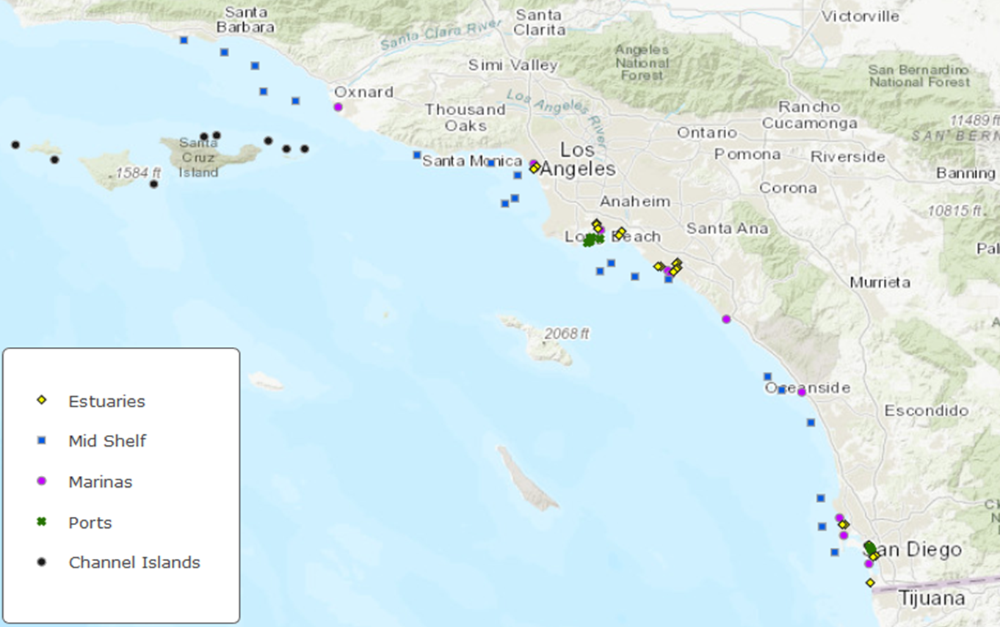 Santa
Barbara
Santa
Clarita
Victorville
Santa Clara River
Simi Valley
Angeles
National
Forest
San Bernardino
National Forest
Oxnard
Los Angeles River
Thousand
Oaks
Rancho
Cucamonga
11489 ft
SAN BERN
Ontario
Pomona
Riverside
Santa
Cruz
Island
1584 ft
Santa Monica
Los
Angeles
Banning
Corona
Anaheim
10815 ft
Santa Ana
Long Beach
Pal
Murrieta
2068 ft
Oceanside
Escondido
San Diego
Tijuana
Estuaries
Mid Shelf
Marinas
Ports
Channel Islands